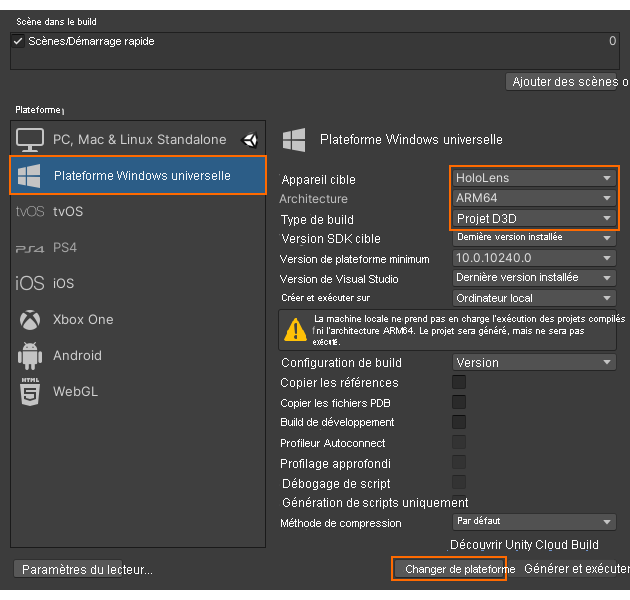 Scène dans le build
Scènes/Démarrage rapide 0
Ajouter des scènes o
Plateforme
PC, Mac & Linux Standalone
Plateforme Windows universelle
tvOS tvOS
PS4 PS4
iOS iOS
Xbox One
Android
HTML 5 WebGL
Plateforme Windows universelle
Appareil cible HoloLens
Architecture ARM64
Type de build Projet D3D
Version SDK cible Dernière version installée
Version de plateforme minimum 10.0.10240.0
Version de Visual Studio Dernière version installée
Créer et exécuter sur Ordinateur local
La machine locale ne prend pas en charge l'exécution des projets compilés
l'architecture ARM64. Le projet sera généré, mais ne sera pas
exécuté.
Configuration de build Version
Copier les références
Copier les fichiers PDB
Build de développement
Profileur Autoconnect
Profilage approfondi
Débogage de script
Génération de scripts uniquement
Méthode de compression Par défaut
Découvrir Unity Cloud Build
Paramètres du lecteur...
Changer de plateforme Générer et exécuter